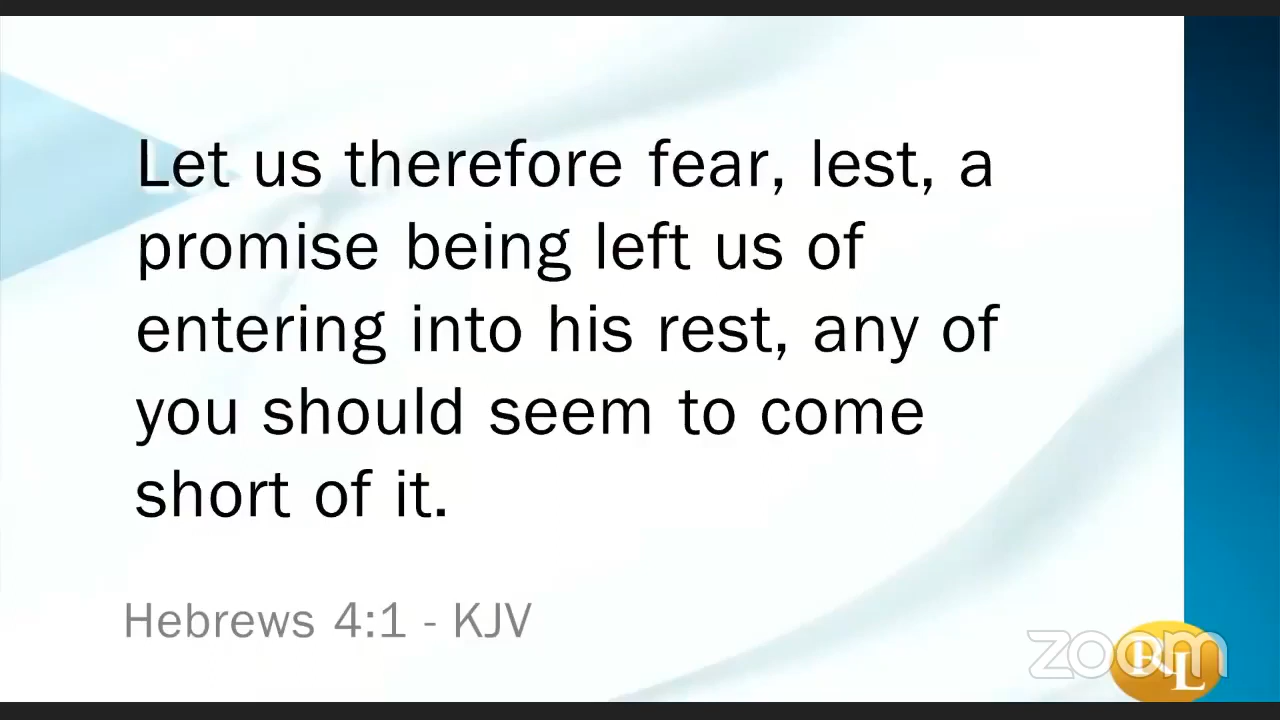 Let us therefore fear, lest, a
promise being left us of
entering into his rest, any of
you should seem to come
short of it.
Hebrews 4:1 - KJV
zoom
RL